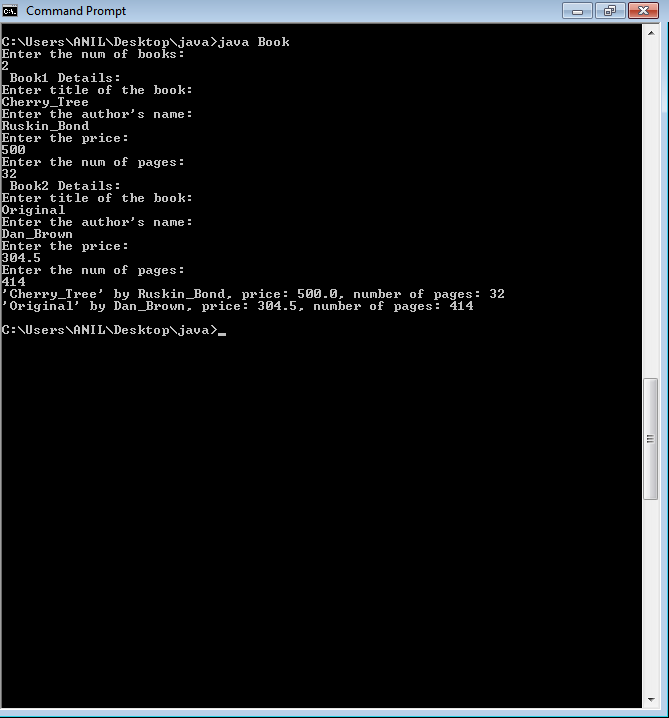 Command Prompt
C:\Users\ANIL\Desktop\java>java Book
Enter the num of books:
2
 Book1 Details:
Enter title of the book:
Cherry_Tree
Enter the author's name:
Ruskin_Bond
Enter the price:
500
Enter the num of pages:
32
 Book2 Details:
Enter title of the book:
Original
Enter the author's name:
Dan_Brown
Enter the price:
304.5
Enter the num of pages:
414
'Cherry_Tree' by Ruskin_Bond, price: 500.0, number of pages: 32
'Original' by Dan_Brown, price: 304.5, number of pages: 414
C:\Users\ANIL\Desktop\java>_